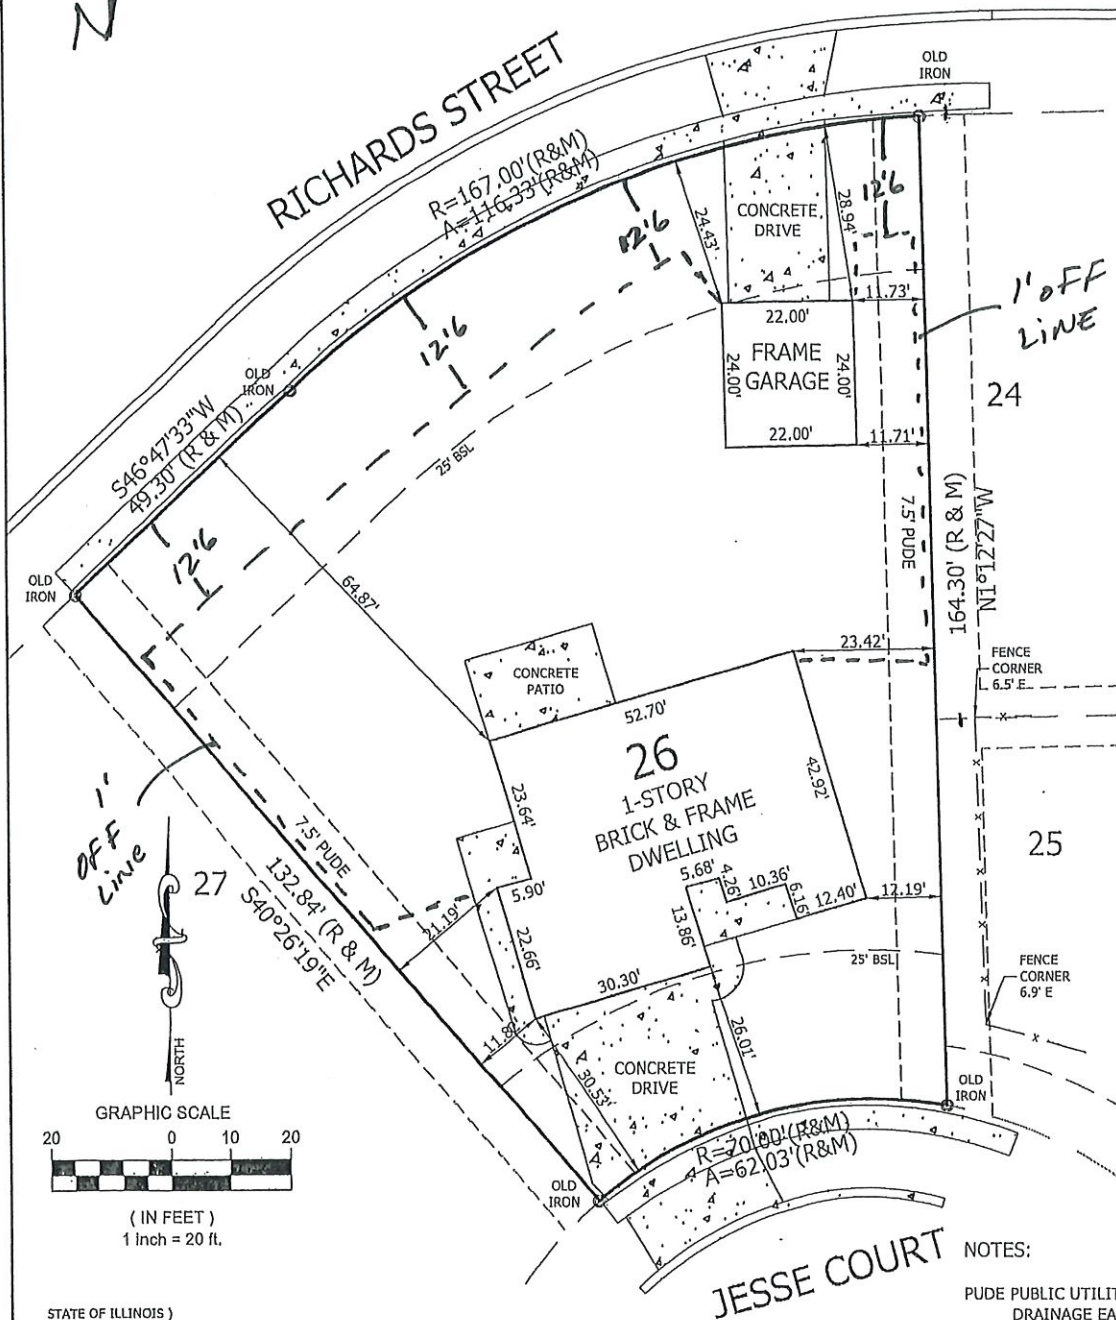 N
RICHARDS STREET
OLD
IRON
R=167.00'(R&M)
A=116.33'(R&M)
CONCRETE
DRIVE
24.43'
28.94'
12'6
12'6
12'6
12'6
11.73'
1' OFF
LINE
22.00'
FRAME
GARAGE
24.00'
24.00'
22.00'
11.71'
24
OLD
IRON
S46°47'33"W
49.30' (R & M)
25' BSL
7.5' PUDE
164.30' (R & M)
N1°12'27"W
OLD
IRON
64.87'
23.42'
FENCE
CORNER
6.5' E
CONCRETE
PATIO
52.70'
26
1-STORY
BRICK & FRAME
DWELLING
42.92'
23.64'
1'
OFF
LINE
27
7.5' PUDE
132.84' (R & M)
S40°26'19"E
21.19'
5.90'
22.66'
5.68'
4.26'
10.36'
6.16'
12.40'
12.19'
13.86'
25
25' BSL
FENCE
CORNER
6.9' E
30.30'
11.8
26.01'
30.53'
CONCRETE
DRIVE
NORTH
OLD
IRON
R=70.00'(R&M)
A=62.03'(R&M)
OLD
IRON
GRAPHIC SCALE
20 0 10 20
( IN FEET )
1 inch = 20 ft.
JESSE COURT
NOTES:
PUDE PUBLIC UTILIT
DRAINAGE EA
STATE OF ILLINOIS )